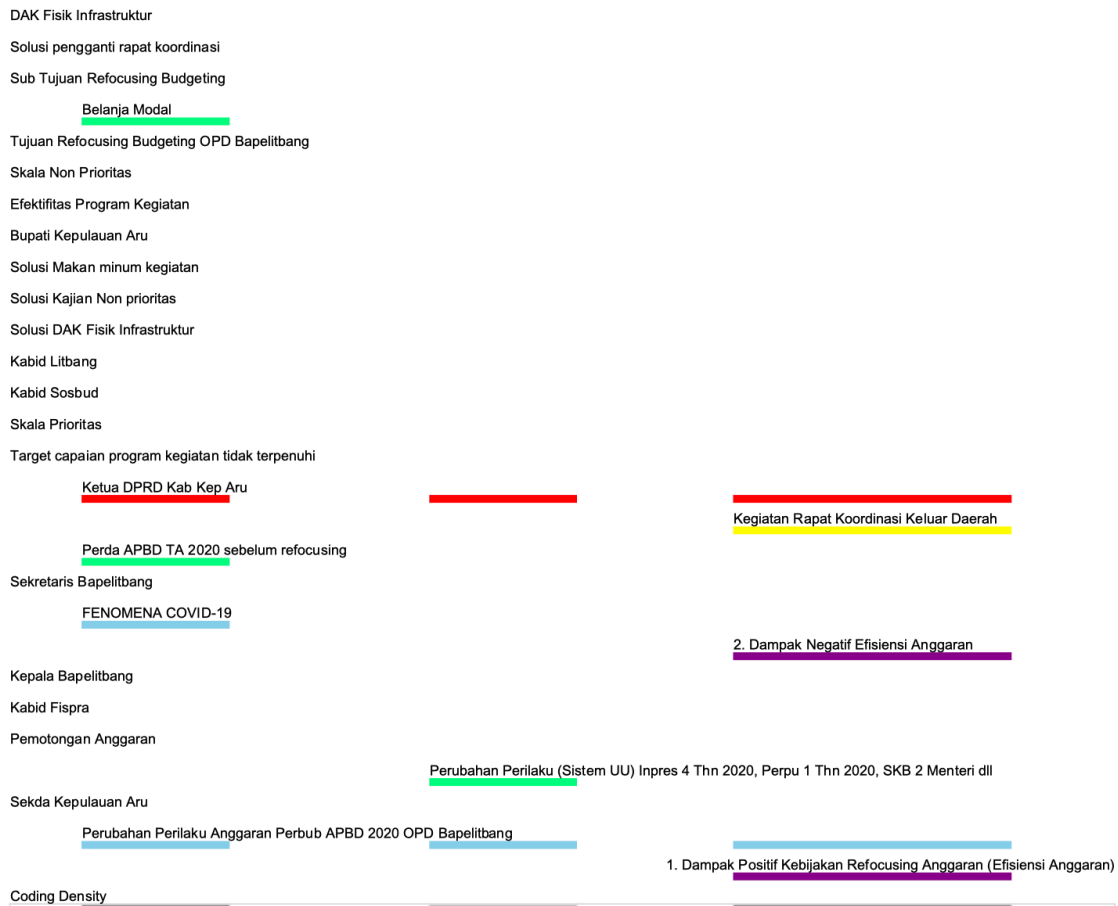 DAK Fisik Infrastruktur
Solusi pengganti rapat koordinasi
Sub Tujuan Refocusing Budgeting
Belanja Modal
Tujuan Refocusing Budgeting OPD Bapelitbang
Skala Non Prioritas
Efektifitas Program Kegiatan
Bupati Kepulauan Aru
Solusi Makan minum kegiatan
Solusi Kajian Non prioritas
Solusi DAK Fisik Infrastruktur
Kabid Litbang
Kabid Sosbud
Skala Prioritas
Target capaian program kegiatan tidak terpenuhi
Ketua DPRD Kab Kep Aru
Kegiatan Rapat Koordinasi Keluar Daerah
Perda APBD TA 2020 sebelum refocusing
Sekretaris Bapelitbang
FENOMENA COVID-19
2. Dampak Negatif Efisiensi Anggaran
Kepala Bapelitbang
Kabid Fispra
Pemotongan Anggaran
Perubahan Perilaku (Sistem UU) Inpres 4 Thn 2020, Perpu 1 Thn 2020, SKB 2 Menteri dll
Sekda Kepulauan Aru
Perubahan Perilaku Anggaran Perbub APBD 2020 OPD Bapelitbang
1. Dampak Positif Kebijakan Refocusing Anggaran (Efisiensi Anggaran)
Coding Density